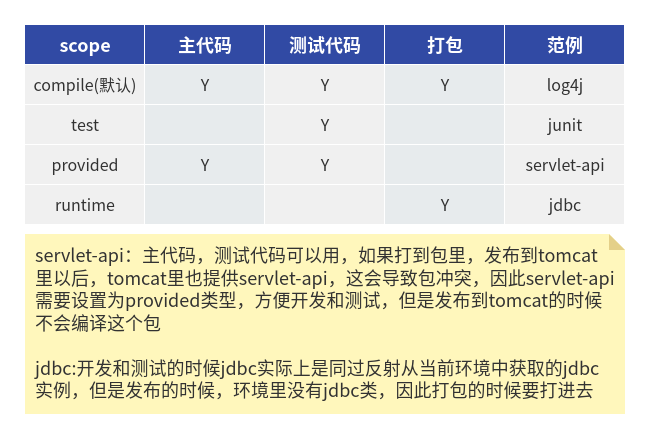 scope 主代码 测试代码 打包 范例
compile(默认) Y Y Y log4j
test Y junit
provided Y Y servlet-api
runtime Y jdbc
servlet-api：主代码，测试代码可以用，如果打到包里，发布到tomcat
里以后，tomcat里也提供servlet-api，这会导致包冲突，因此servlet-api
需要设置为provided类型，方便开发和测试，但是发布到tomcat的时候
不会编译这个包
jdbc:开发和测试的时候jdbc实际上是同过反射从当前环境中获取的jdbc
实例，但是发布的时候，环境里没有jdbc类，因此打包的时候要打进去